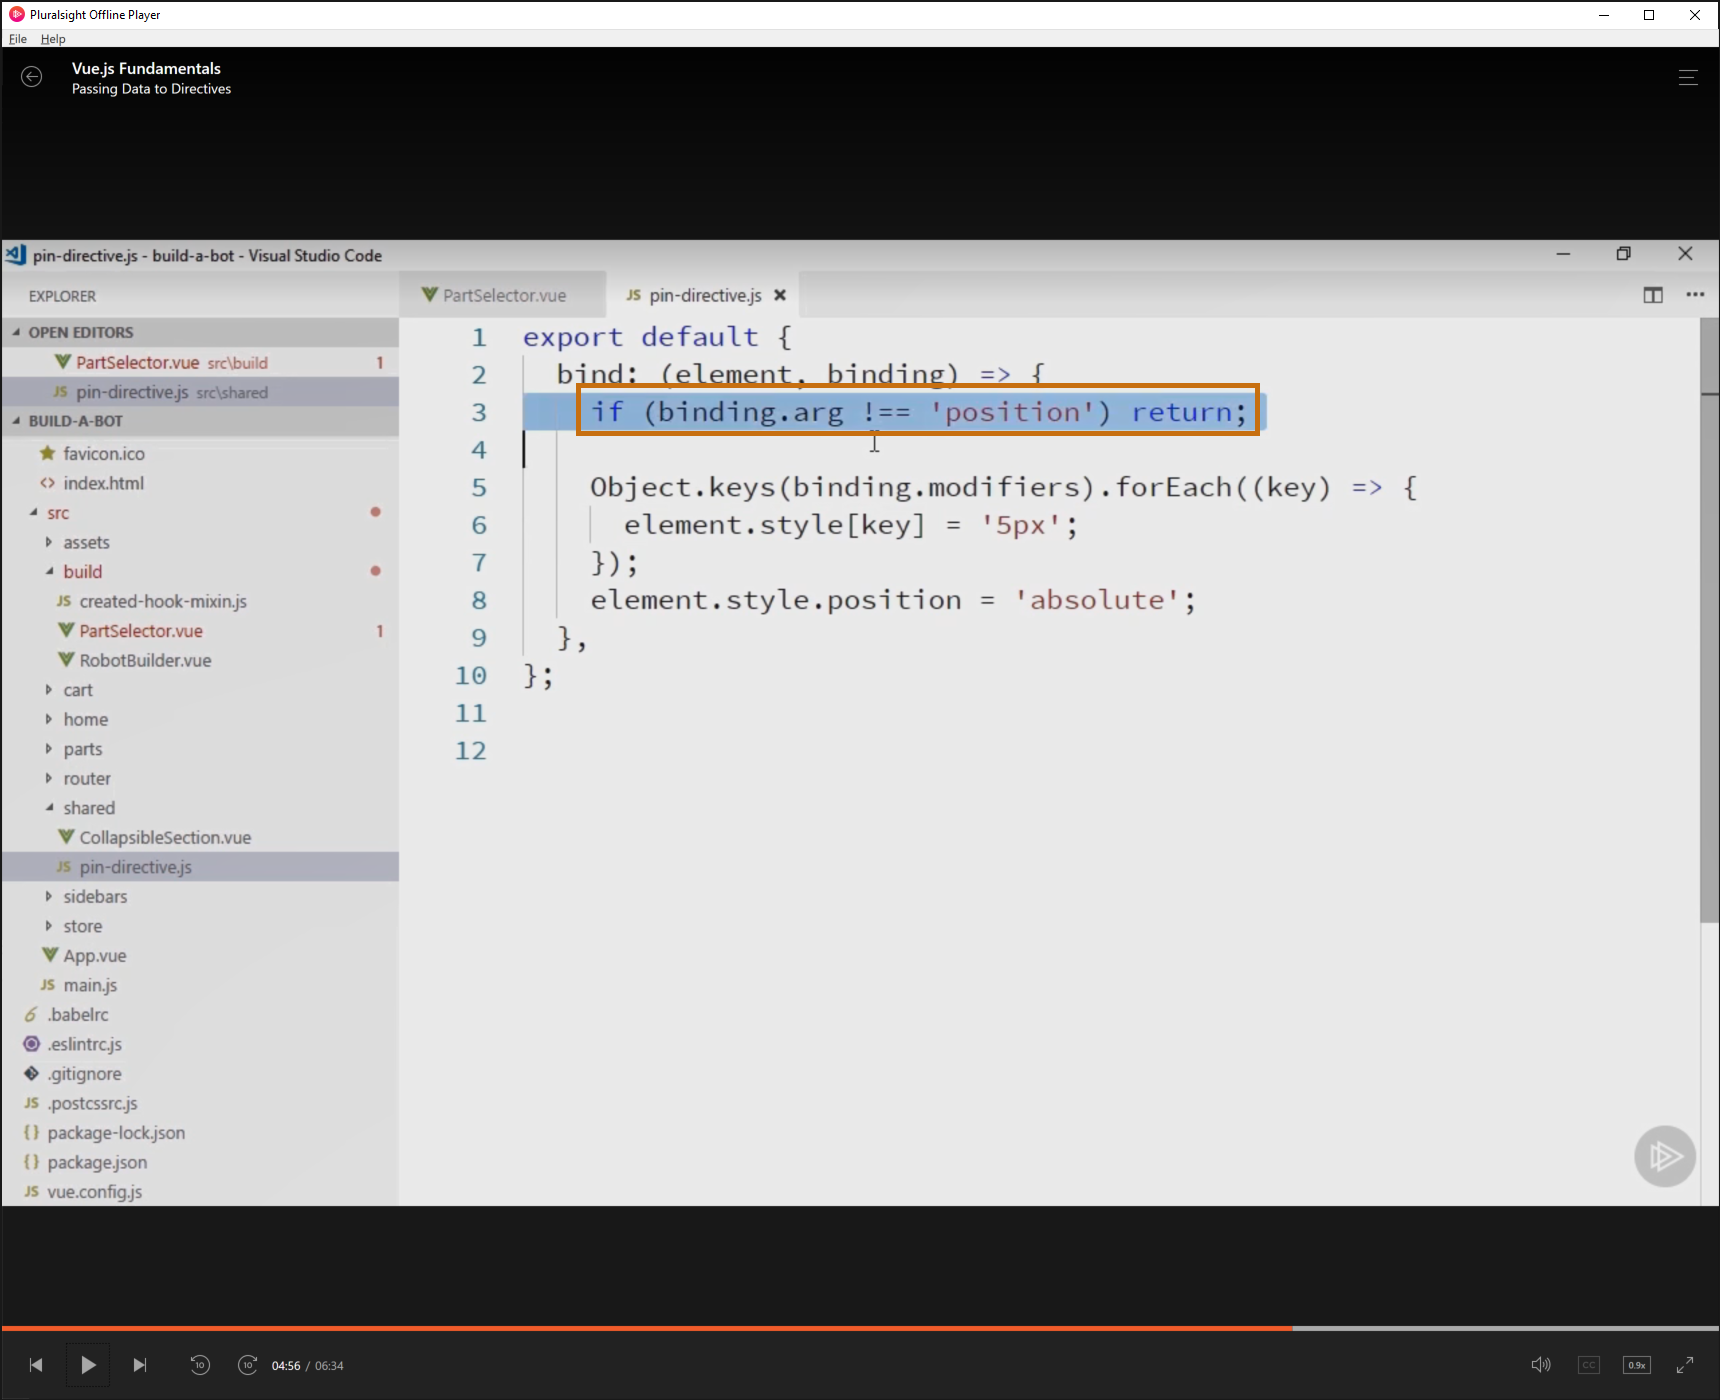 Pluralsight Offline Player
File Help
Vue.js Fundamentals
Passing Data to Directives
pin-directive.js - build-a-bot - Visual Studio Code
EXPLORER
OPEN EDITORS
PartSelector.vue src\build 1
JS pin-directive.js src\shared
BUILD-A-BOT
favicon.ico
<> index.html
src
assets
build
JS created-hook-mixin.js
PartSelector.vue 1
RobotBuilder.vue
cart
home
parts
router
shared
CollapsibleSection.vue
JS pin-directive.js
sidebars
store
App.vue
JS main.js
6 .babelrc
.eslintrc.js
.gitignore
JS .postcssrc.js
{} package-lock.json
{} package.json
JS vue.config.js
PartSelector.vue JS pin-directive.js
1 export default {
2 bind: (element, binding) => {
3 if (binding.arg !== 'position') return;
4
5 Object.keys(binding.modifiers).forEach((key) => {
6 element.style[key] = '5px';
7 });
8 element.style.position = 'absolute';
9 },
10 };
11
12
10 10 04:56 / 06:34 CC 0.9x